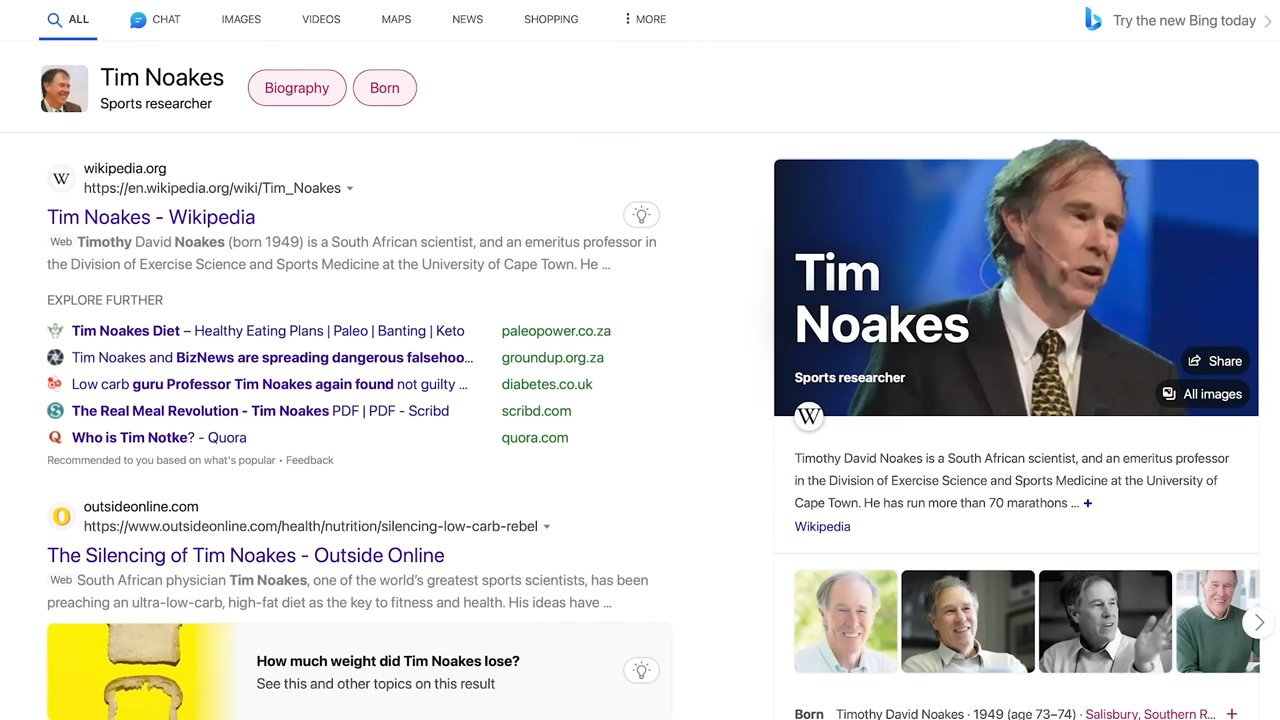 ALL
CHAT
IMAGES
VIDEOS
MAPS
NEWS
SHOPPING
MORE
Try the new Bing today
Tim Noakes
Sports researcher
Biography
Born
W
wikipedia.org
https://en.wikipedia.org/wiki/Tim_Noakes
Tim Noakes - Wikipedia
Web Timothy David Noakes (born 1949) is a South African scientist, and an emeritus professor in
the Division of Exercise Science and Sports Medicine at the University of Cape Town. He ...
EXPLORE FURTHER
Tim Noakes Diet – Healthy Eating Plans | Paleo | Banting | Keto paleopower.co.za
Tim Noakes and BizNews are spreading dangerous falsehoo... groundup.org.za
Low carb guru Professor Tim Noakes again found not guilty ... diabetes.co.uk
The Real Meal Revolution - Tim Noakes PDF | PDF - Scribd scribd.com
Q Who is Tim Notke? - Quora quora.com
Recommended to you based on what's popular • Feedback
outsideonline.com
https://www.outsideonline.com/health/nutrition/silencing-low-carb-rebel
The Silencing of Tim Noakes - Outside Online
Web South African physician Tim Noakes, one of the world's greatest sports scientists, has been
preaching an ultra-low-carb, high-fat diet as the key to fitness and health. His ideas have ...
How much weight did Tim Noakes lose?
See this and other topics on this result
Tim
Noakes
Sports researcher
Share
All images
W
Timothy David Noakes is a South African scientist, and an emeritus professor
in the Division of Exercise Science and Sports Medicine at the University of
Cape Town. He has run more than 70 marathons ... +
Wikipedia
Born Timothy David Noakes · 1949 (age 73–74) · Salisbury, Southern R... +